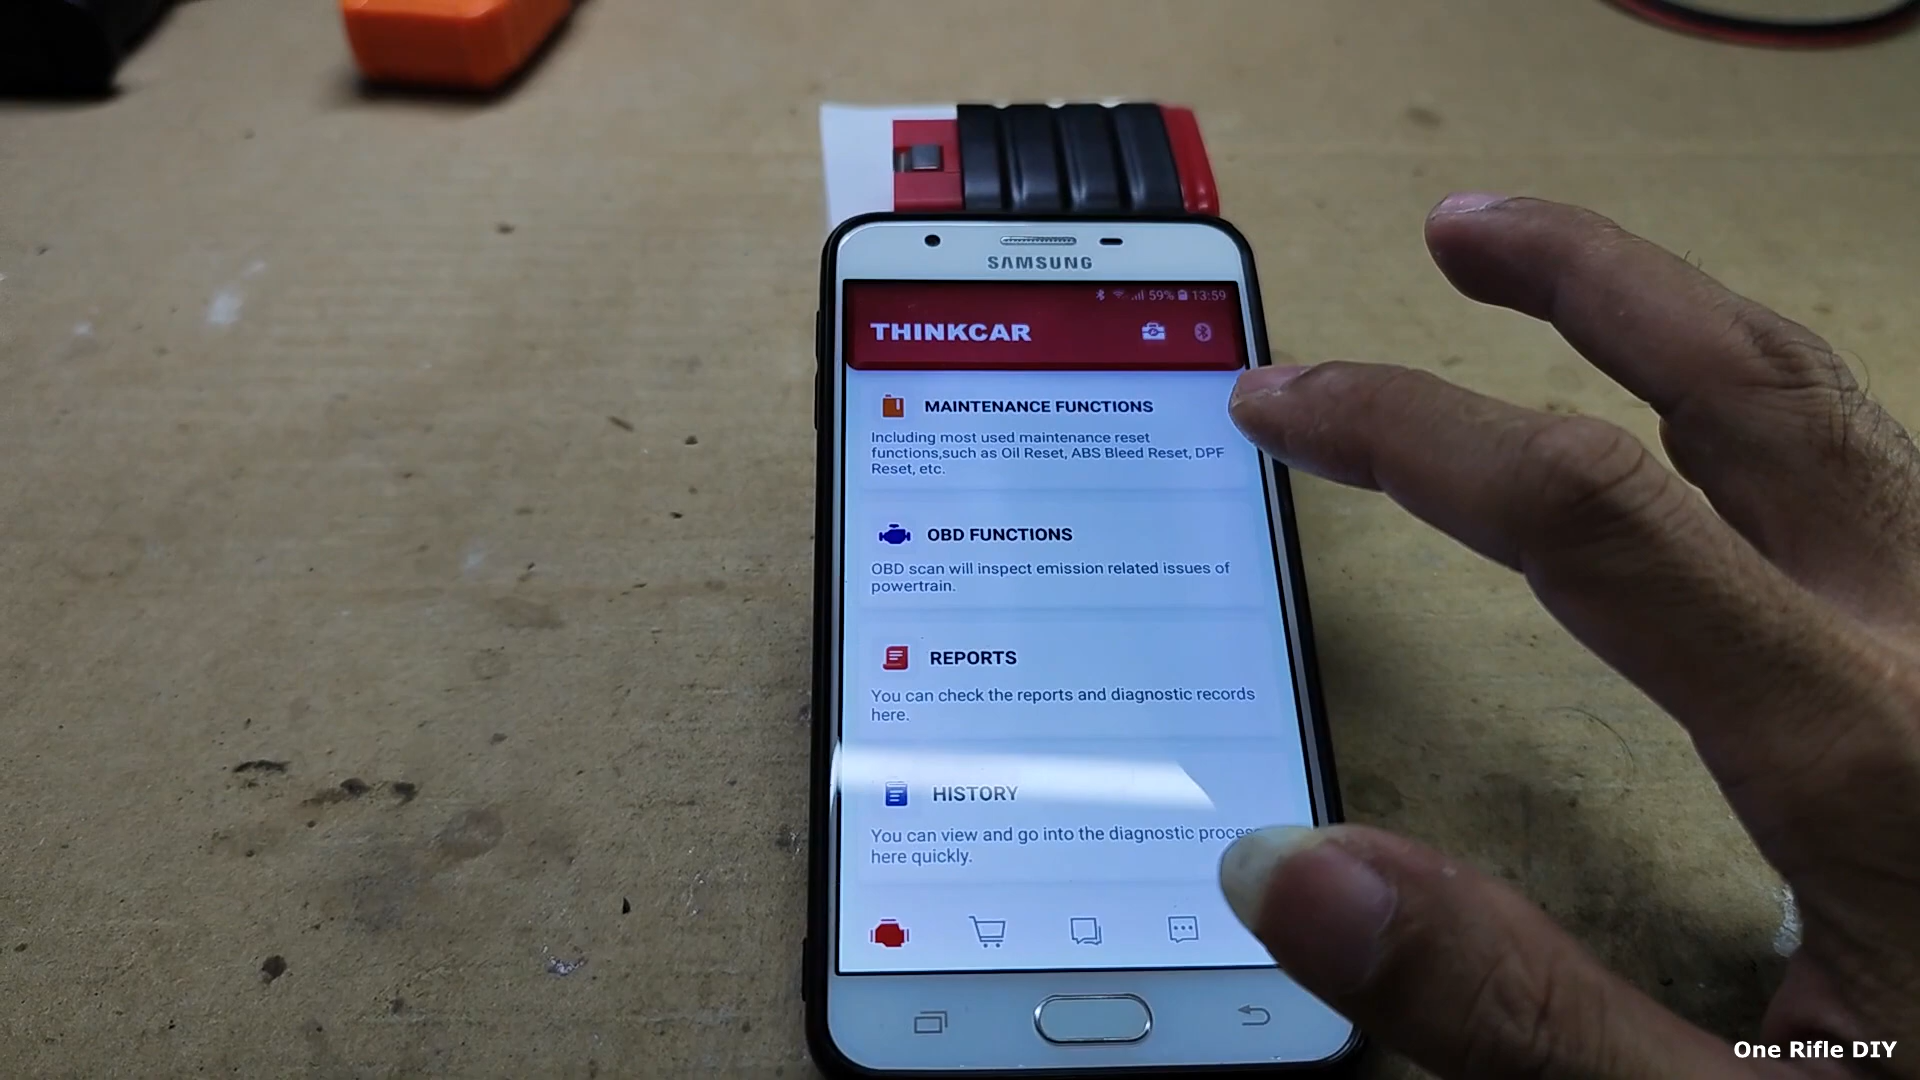 SAMSUNG
59% 13:59
THINKCAR
MAINTENANCE FUNCTIONS
Including most used maintenance reset
functions,such as Oil Reset, ABS Bleed Reset, DPF
Reset, etc.
OBD FUNCTIONS
OBD scan will inspect emission related issues of
powertrain.
REPORTS
You can check the reports and diagnostic records
here.
HISTORY
You can view and go into the diagnostic process
here quickly.
One Rifle DIY